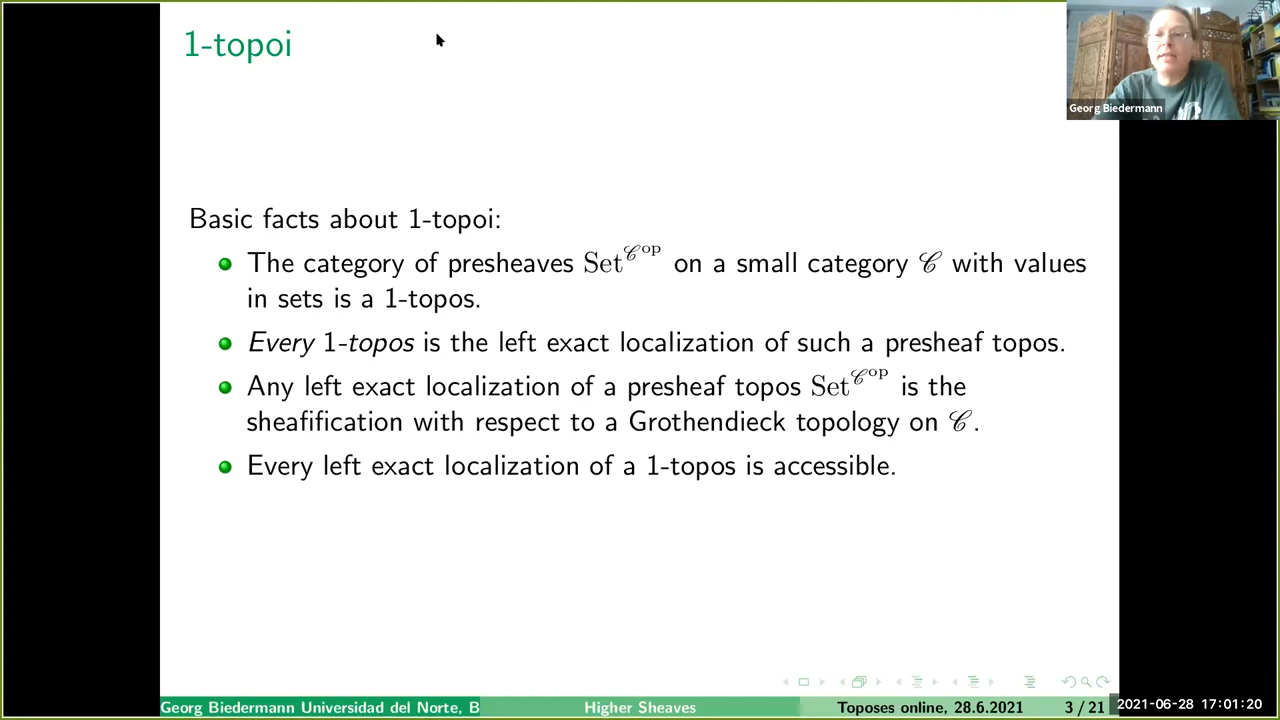 1-topoi
Georg Biedermann
Basic facts about 1-topoi:
The category of presheaves Set^𝒞^op on a small category 𝒞 with values
in sets is a 1-topos.
Every 1-topos is the left exact localization of such a presheaf topos.
Any left exact localization of a presheaf topos Set^𝒞^op is the
sheafification with respect to a Grothendieck topology on 𝒞.
Every left exact localization of a 1-topos is accessible.
Georg Biedermann Universidad del Norte, B
Higher Sheaves
Toposes online, 28.6.2021
3 / 21
2021-06-28 17:01:20